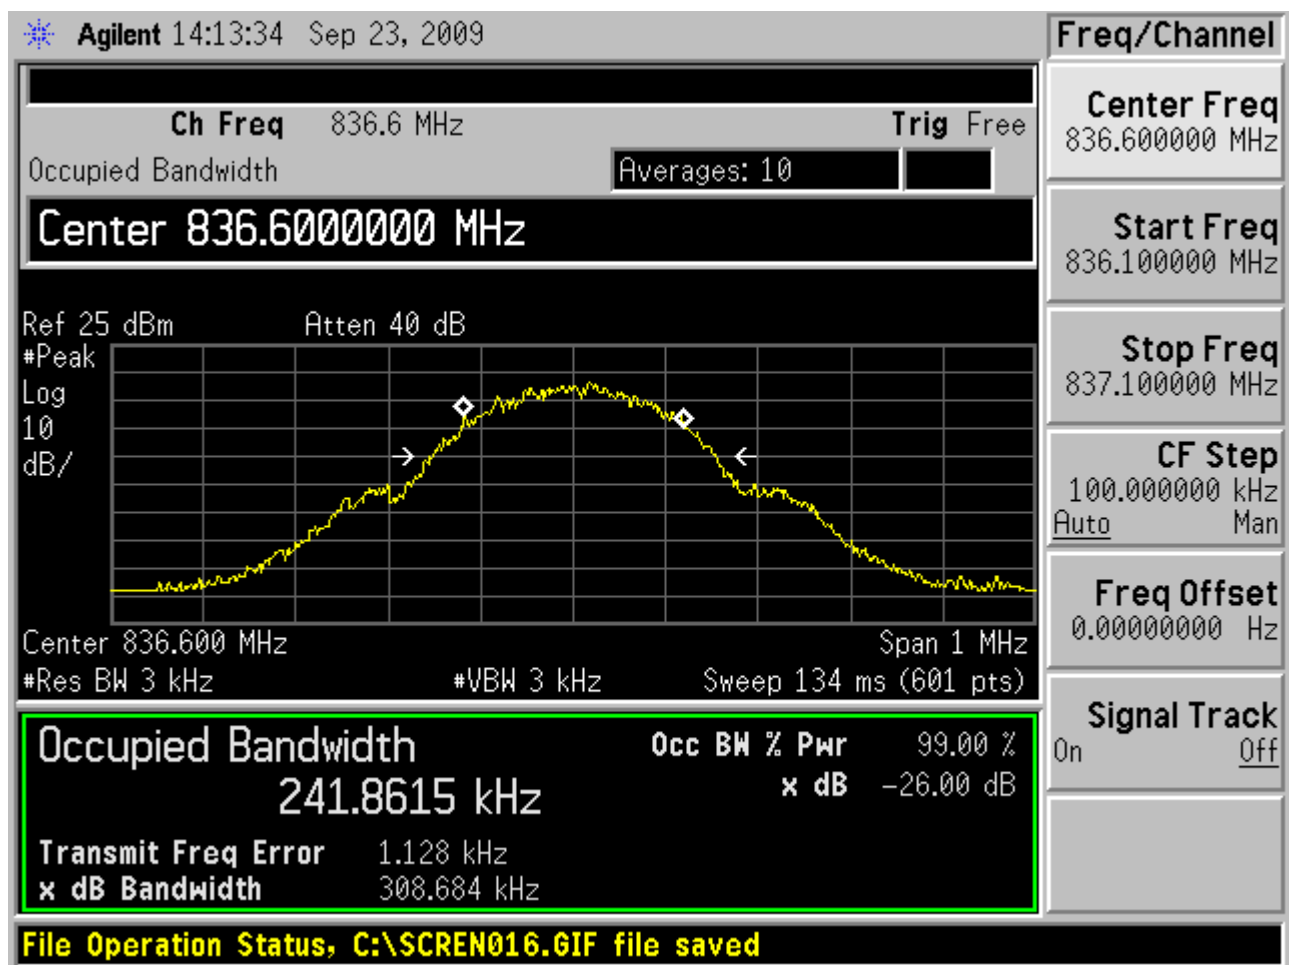 Agilent 14:13:34 Sep 23, 2009
Freq/Channel
Ch Freq 836.6 MHz Trig Free
Occupied Bandwidth Averages: 10
Center 836.6000000 MHz
Ref 25 dBm Atten 40 dB
#Peak
Log
10
dB/
Center 836.600 MHz Span 1 MHz
#Res BW 3 kHz #VBW 3 kHz Sweep 134 ms (601 pts)
Occupied Bandwidth Occ BW % Pwr 99.00 %
241.8615 kHz x dB -26.00 dB
Transmit Freq Error 1.128 kHz
x dB Bandwidth 308.684 kHz
Center Freq
836.600000 MHz
Start Freq
836.100000 MHz
Stop Freq
837.100000 MHz
CF Step
100.000000 kHz
Auto Man
Freq Offset
0.00000000 Hz
Signal Track
On Off
File Operation Status, C:\SCREN016.GIF file saved